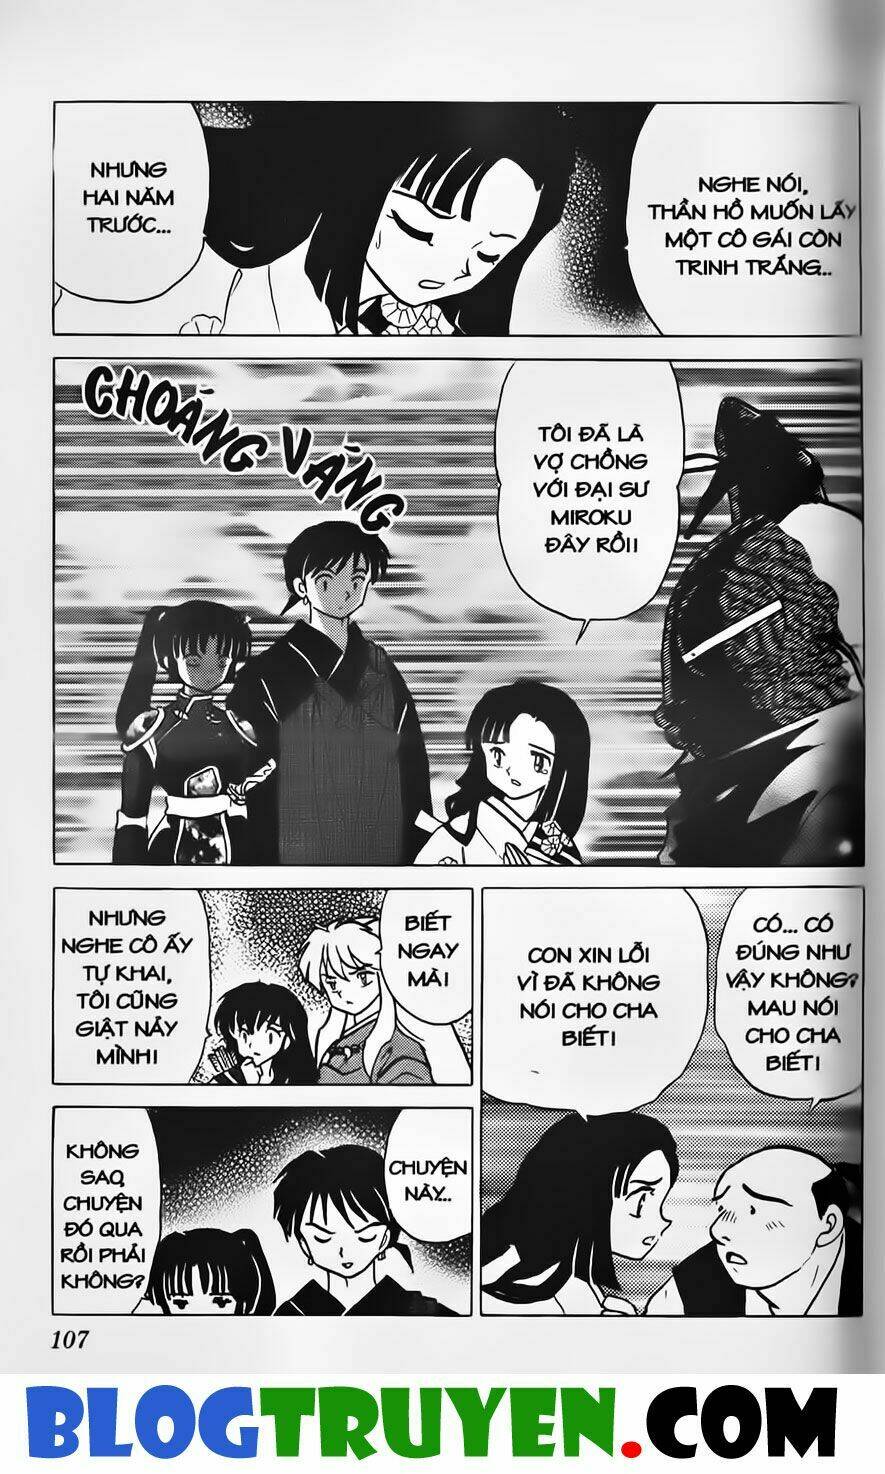 NGHE NÓI,
THẦN HỒ MUỐN LẤY
MỘT CÔ GÁI CÒN
TRINH TRẮNG...
NHƯNG
HAI NĂM
TRƯỚC...
TÔI ĐÃ LÀ
VỢ CHỒNG
VỚI ĐẠI SƯ
MIROKU
ĐÂY RỒI!
CHOÁNG VÁNG
CÓ... CÓ
ĐÚNG NHƯ
VẬY KHÔNG?
MAU NÓI
CHO CHA
BIẾT!
CON XIN LỖI
VÌ ĐÃ KHÔNG
NÓI CHO CHA
BIẾT!
BIẾT
NGAY
MÀ!
NHƯNG
NGHE CÔ ẤY
TỰ KHAI,
TÔI CŨNG
GIẬT NẢY
MÌNH!
CHUYỆN
NÀY...
KHÔNG
SAO,
CHUYỆN
ĐÓ QUA
RỒI PHẢI
KHÔNG?
107
BLOGTRUYEN.COM